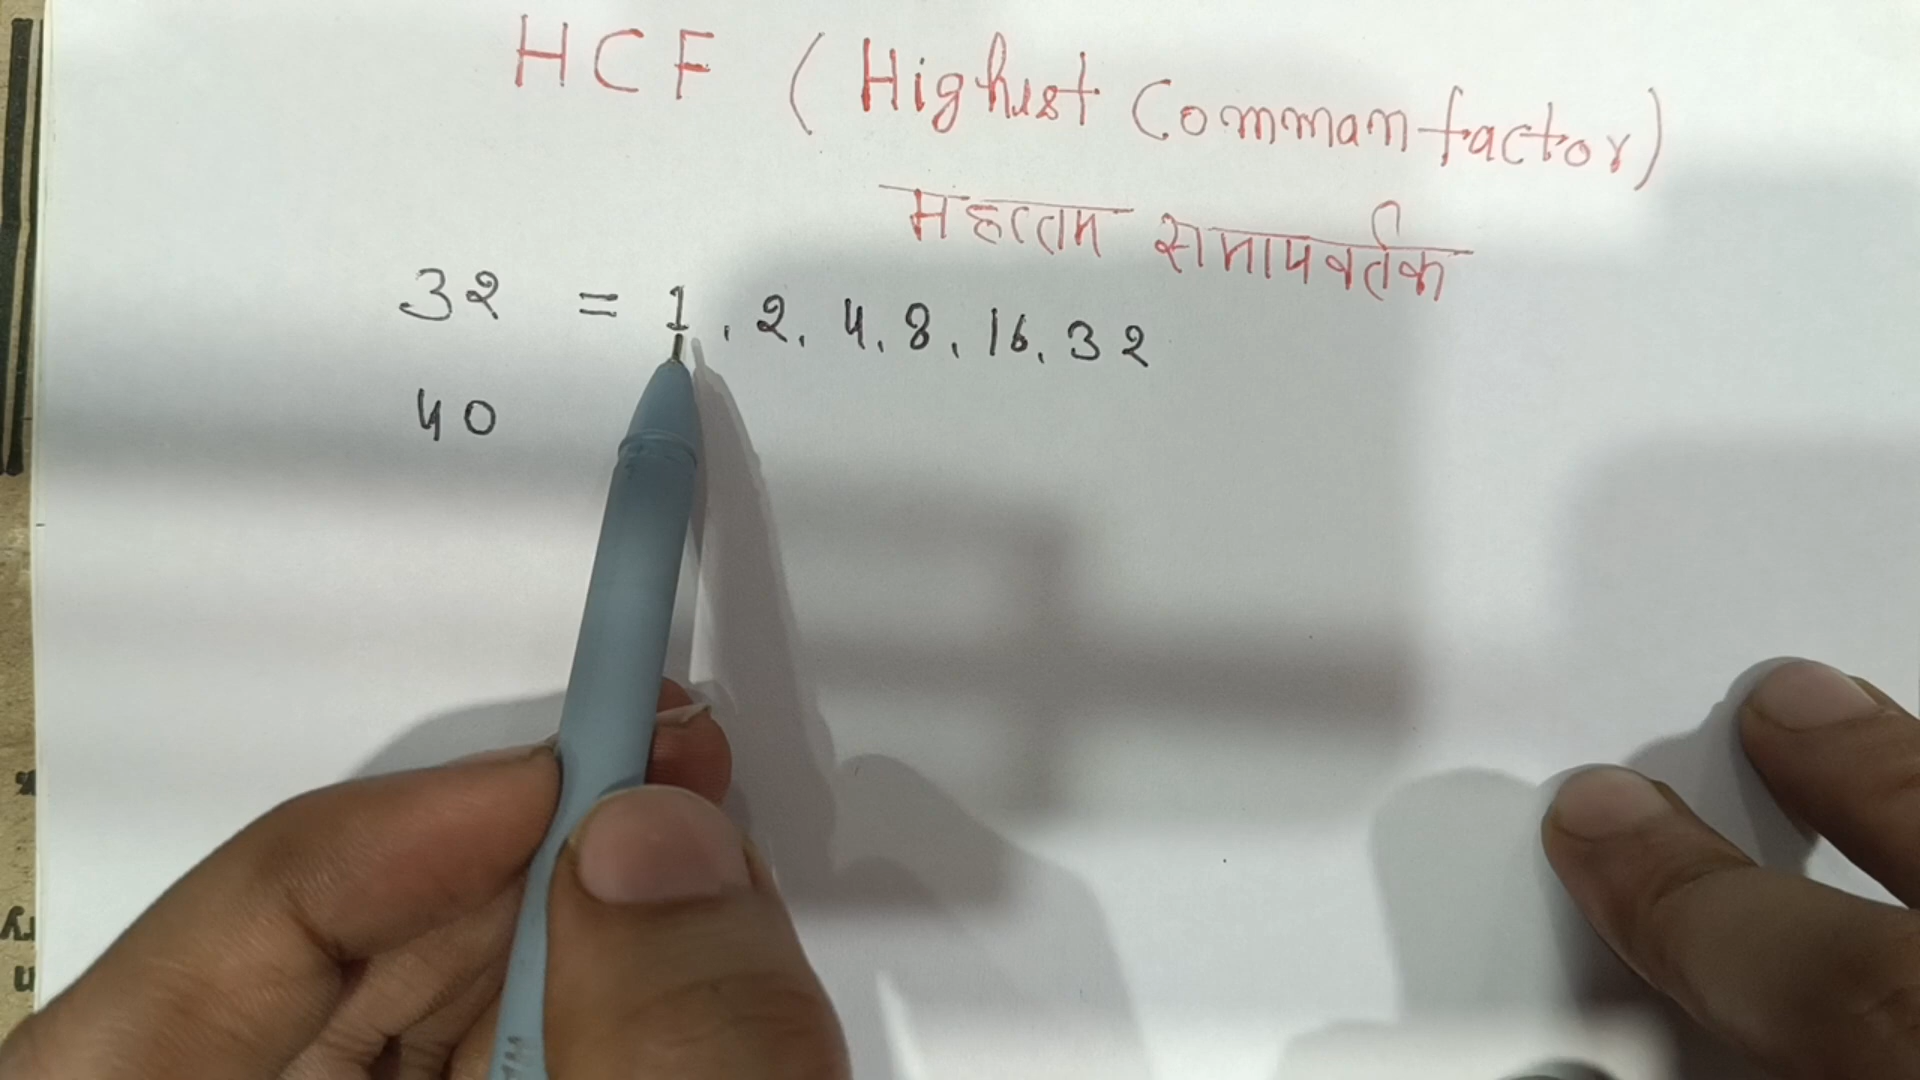 HCF (Highest Comman factor)
महत्तम समापवर्तक
32 = 1, 2, 4, 8, 16, 32
40